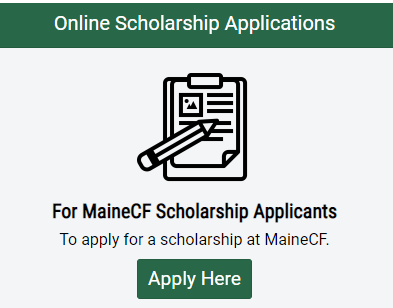 Online Scholarship Applications
For MaineCF Scholarship Applicants
To apply for a scholarship at MaineCF.
Apply Here